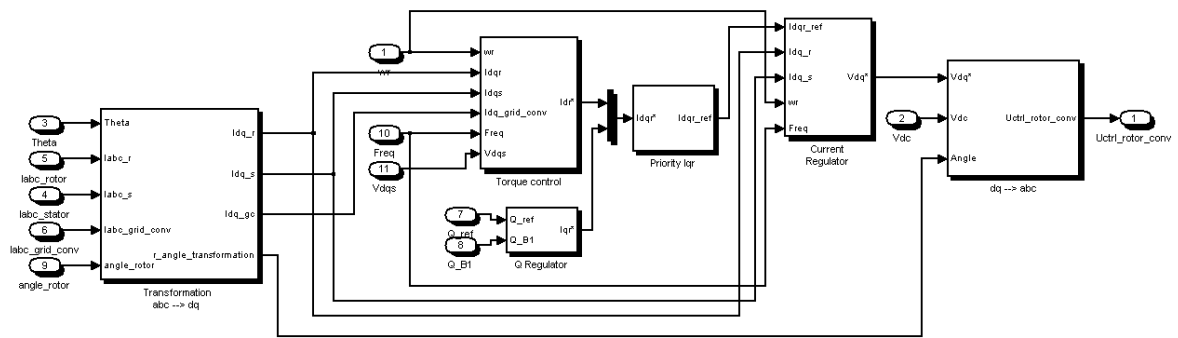 3
Theta
5
Iabc_rotor
4
Iabc_stator
6
Iabc_grid_conv
9
angle_rotor
Theta
Iabc_r
Iabc_s
Iabc_grid_conv
angle_rotor
Idq_r
Idq_s
Idq_gc
r_angle_transformation
Transformation
abc --> dq
1
wr
10
Freq
11
Vdqs
wr
Idqr
Idqs
Idq_grid_conv
Freq
Vdqs
Idr*
Torque control
7
Q_ref
8
Q_B1
Q_ref
Q_B1
Iqr*
Q Regulator
Idqr*
Idqr_ref
Priority Iqr
Idqr_ref
Idq_r
Idq_s
wr
Freq
Vdq*
Current
Regulator
2
Vdc
Vdq*
Vdc
Angle
Uctrl_rotor_conv
dq --> abc
1
Uctrl_rotor_conv